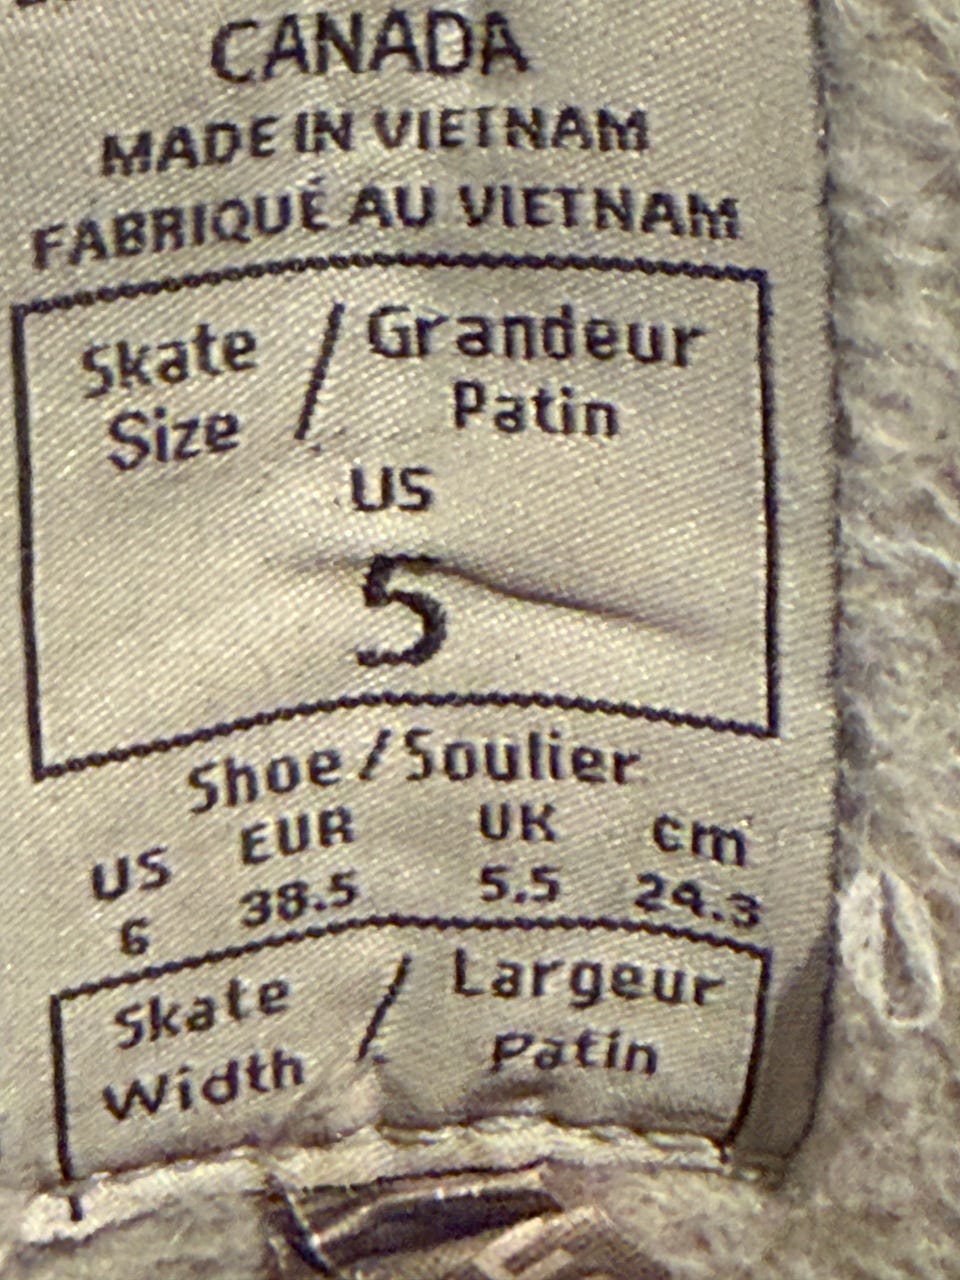 CANADA
MADE IN VIETNAM
FABRIQUÉ AU VIETNAM
Skate Size / Grandeur Patin
US
5
Shoe / Soulier
US EUR UK cm
6 38.5 5.5 24.3
Skate Width / Largeur Patin